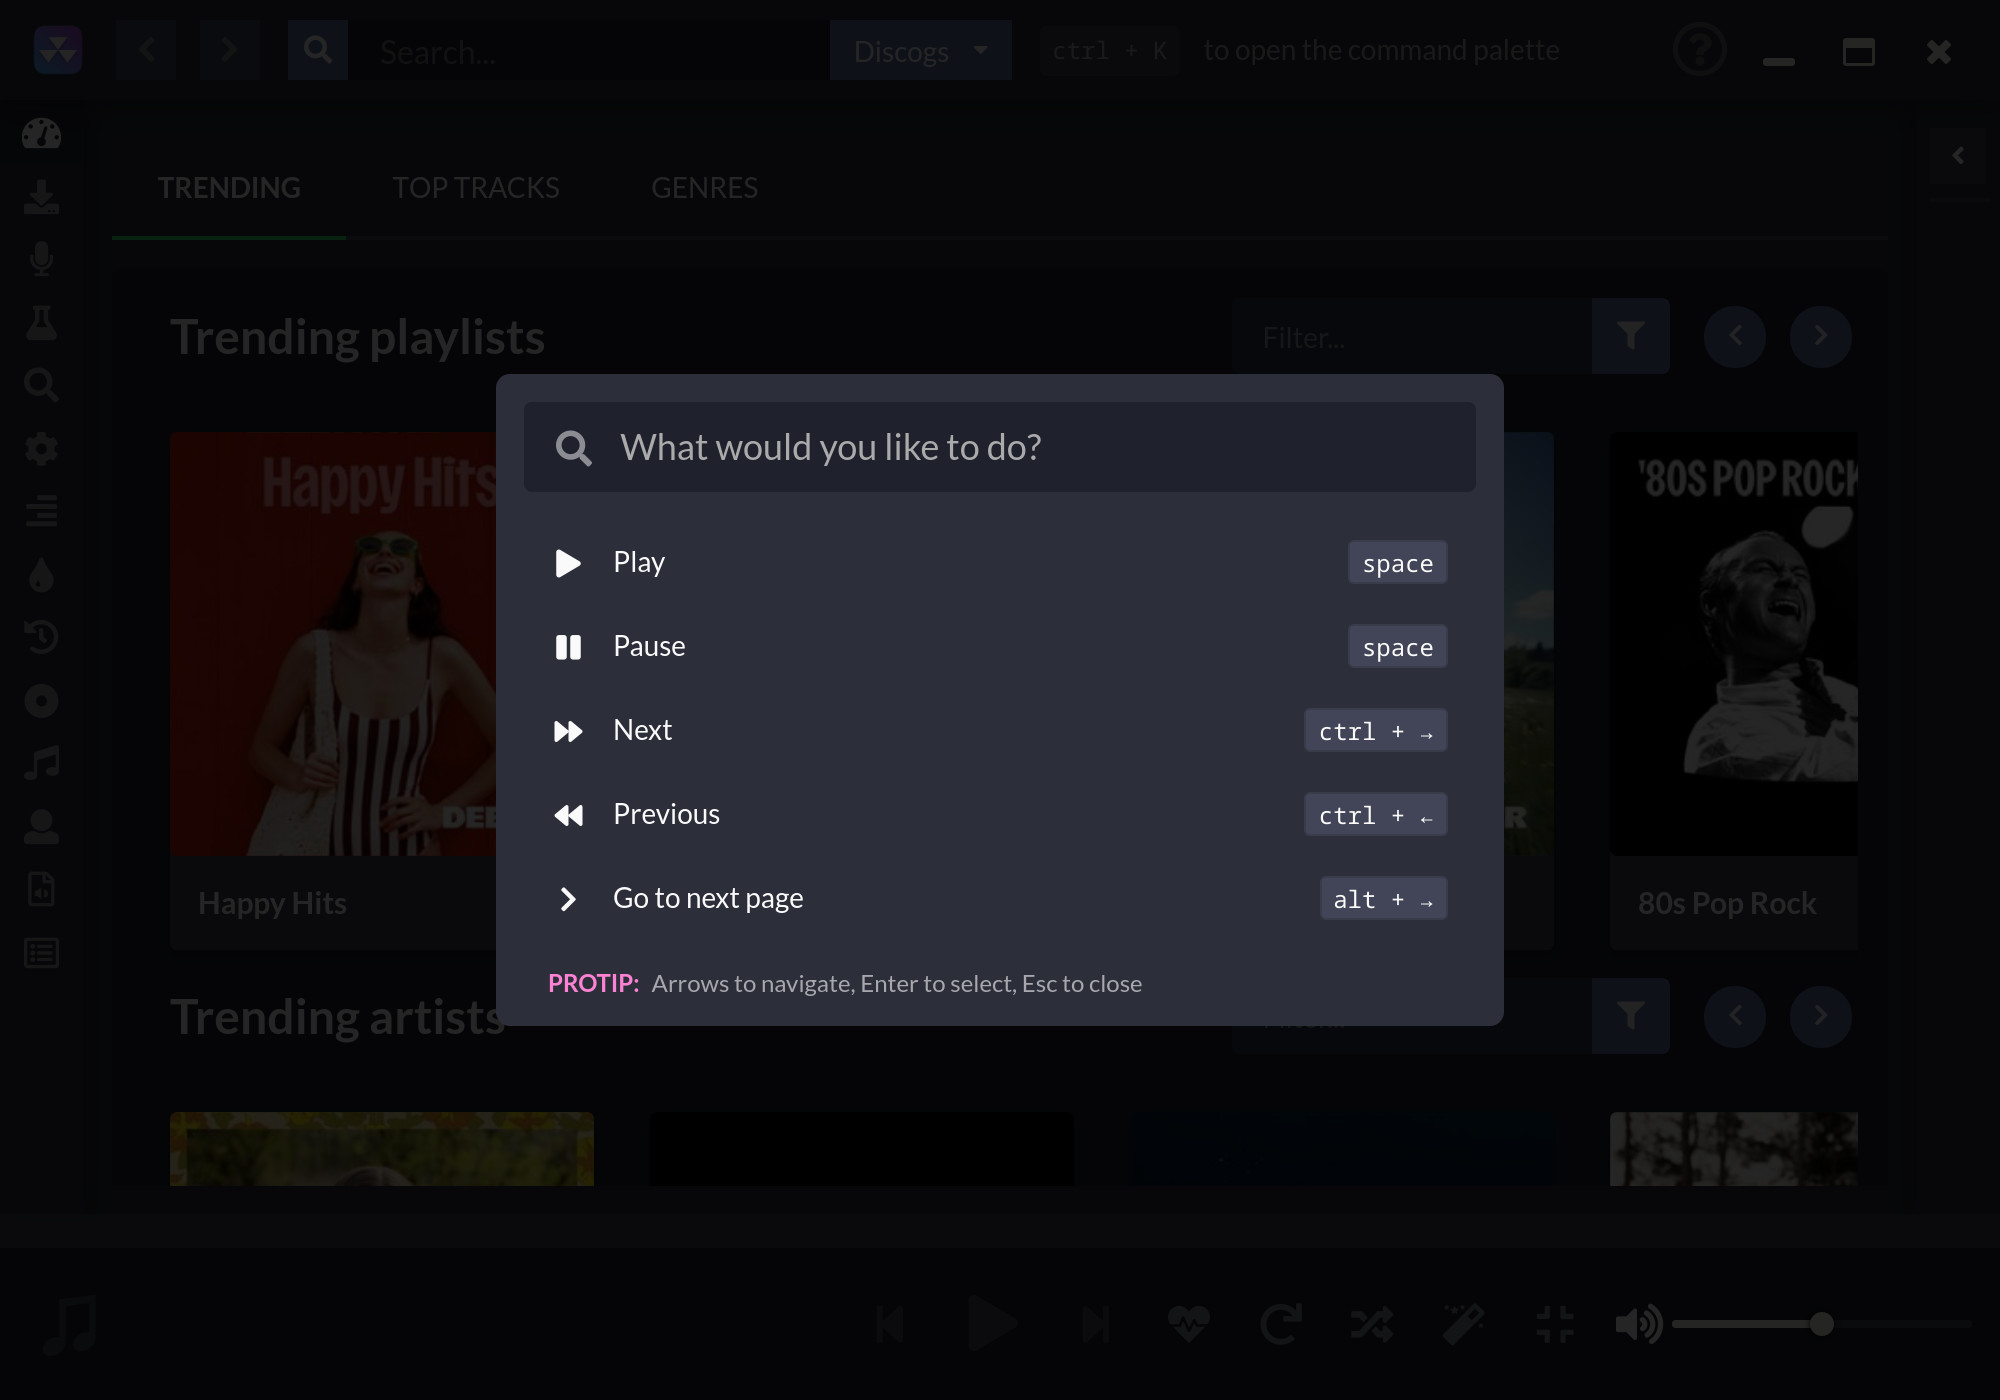 Search...
Discogs
ctrl + K to open the command palette
TRENDING TOP TRACKS GENRES
Trending playlists
Filter...
What would you like to do?
Play space
Pause space
Next ctrl + →
Previous ctrl + ←
Go to next page alt + →
PROTIP: Arrows to navigate, Enter to select, Esc to close
Happy Hits
'80S POP ROCK
Happy Hits
80s Pop Rock
Trending artists